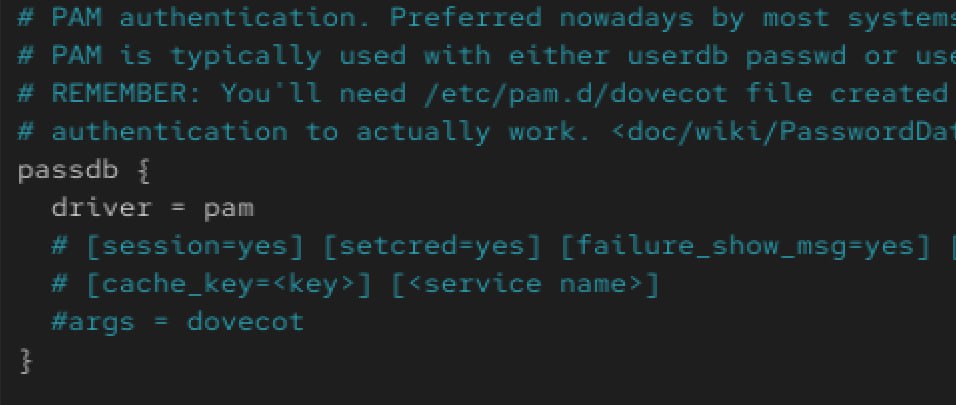 # PAM authentication. Preferred nowadays by most systems
# PAM is typically used with either userdb passwd or use
# REMEMBER: You'll need /etc/pam.d/dovecot file created
# authentication to actually work. <doc/wiki/PasswordDat
passdb {
  driver = pam
  # [session=yes] [setcred=yes] [failure_show_msg=yes] [
  # [cache_key=<key>] [<service name>]
  #args = dovecot
}